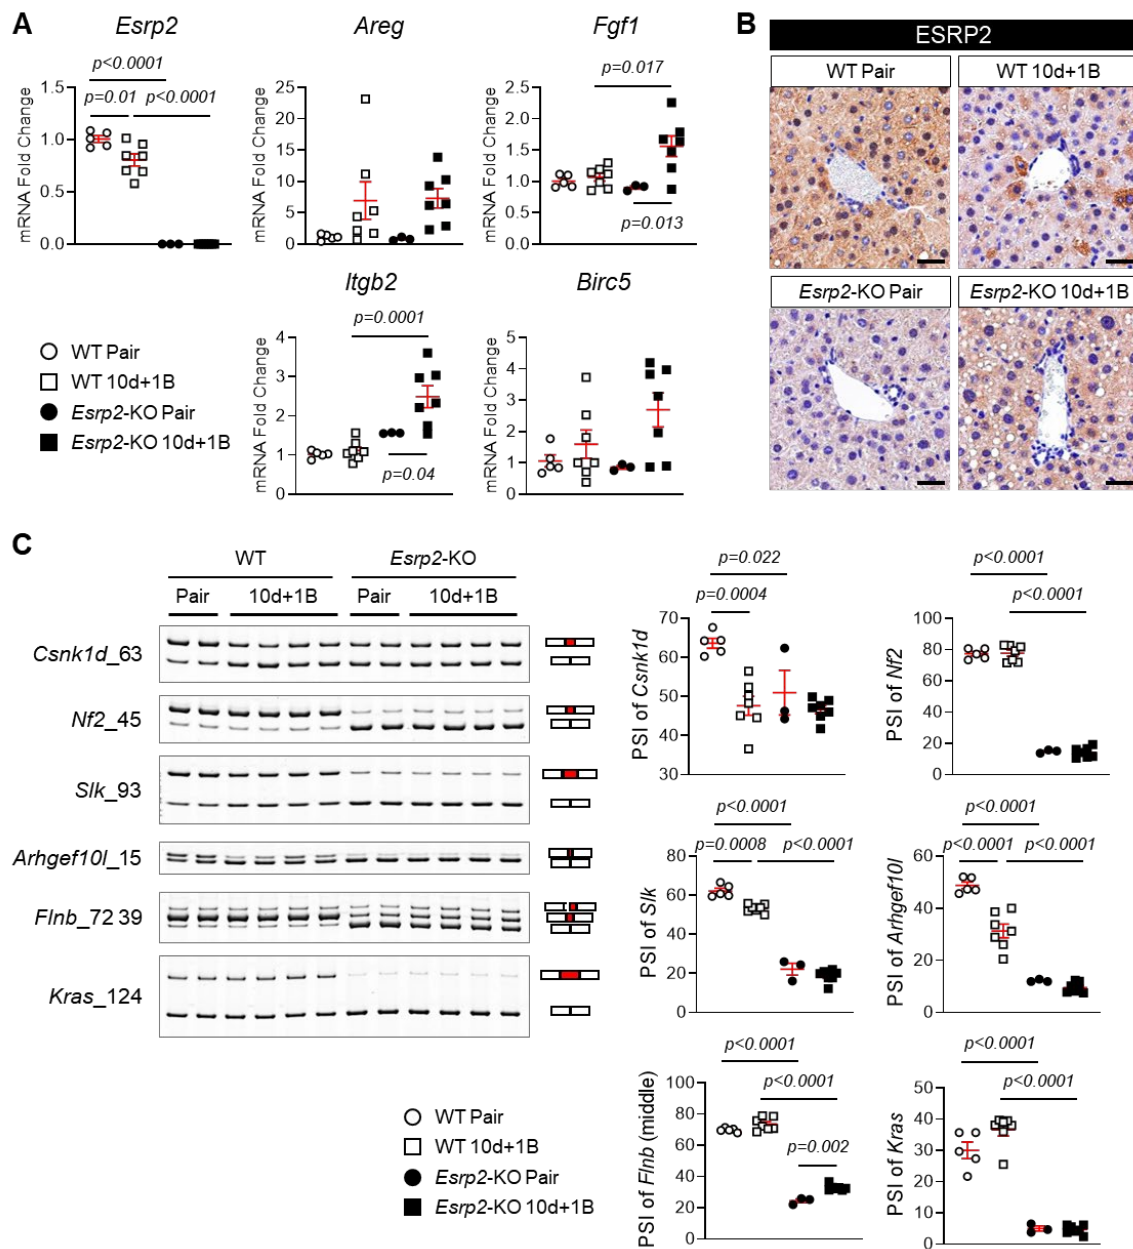 A
Esrp2
Areg
Fgf1
p<0.0001
p=0.01
p<0.0001
mRNA Fold Change
1.5
1.0
0.5
0.0
mRNA Fold Change
25
20
15
10
5
0
p=0.017
mRNA Fold Change
2.5
2.0
1.5
1.0
0.5
0.0
p=0.013
Itgb2
Birc5
WT Pair
WT 10d+1B
Esrp2-KO Pair
Esrp2-KO 10d+1B
p=0.0001
mRNA Fold Change
4
3
2
1
0
p=0.04
mRNA Fold Change
5
4
3
2
1
0
B
ESRP2
WT Pair
WT 10d+1B
Esrp2-KO Pair
Esrp2-KO 10d+1B
C
WT
Esrp2-KO
Pair
10d+1B
Pair
10d+1B
Csnk1d_63
Nf2_45
Slk_93
Arhgef10l_15
Flnb_72 39
Kras_124
p=0.022
p=0.0004
PSI of Csnk1d
70
60
50
40
30
p<0.0001
p<0.0001
PSI of Nf2
100
80
60
40
20
0
p<0.0001
p=0.0008
p<0.0001
PSI of Slk
80
60
40
20
0
p<0.0001
p<0.0001
p<0.0001
PSI of Arhgef10l
60
40
20
0
p<0.0001
p<0.0001
p=0.002
PSI of Flnb (middle)
100
80
60
40
20
0
p<0.0001
p<0.0001
PSI of Kras
50
40
30
20
10
0
WT Pair
WT 10d+1B
Esrp2-KO Pair
Esrp2-KO 10d+1B